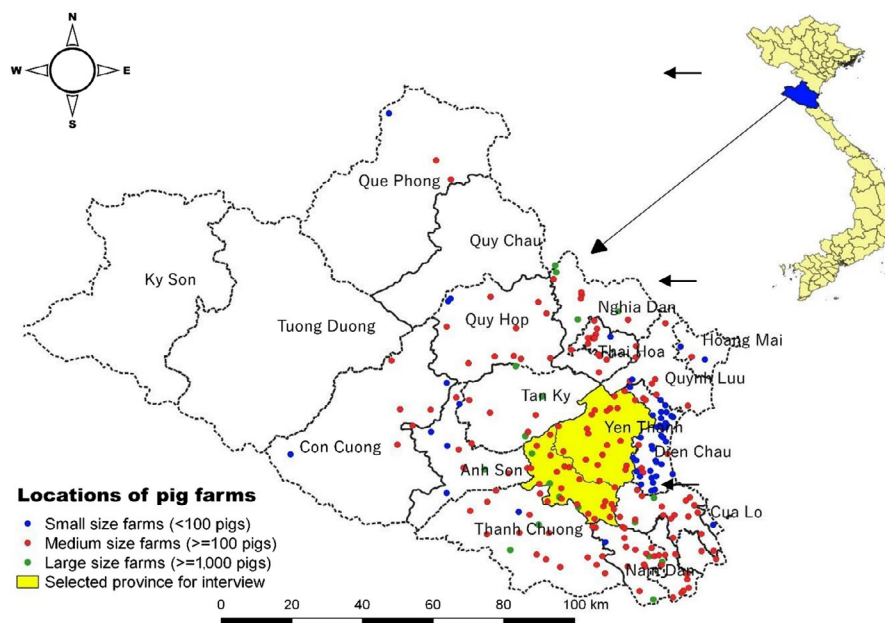 N
W E
S
Que Phong
Quy Chau
Ky Son
Nghia Dan
Quy Hop
Tuong Duong
Hoang Mai
Thai Hoa
Quynh Luu
Tan Ky
Yen Thanh
Dien Chau
Con Cuong
Anh Son
Locations of pig farms
Small size farms (<100 pigs)
Cua Lo
Thanh Chuong
Medium size farms (>=100 pigs)
Large size farms (>=1,000 pigs)
Nam Dan
Selected province for interview
0 20 40 60 80 100 km